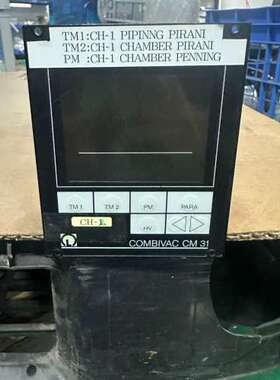 TM1:CH-1 PIPINNG PIRANI
TM2:CH-1 CHAMBER PIRANI
PM :CH-1 CHAMBER PENNING
TM 1 TM 2 PM PARA
CH-1
HV
COMBIVAC CM 31